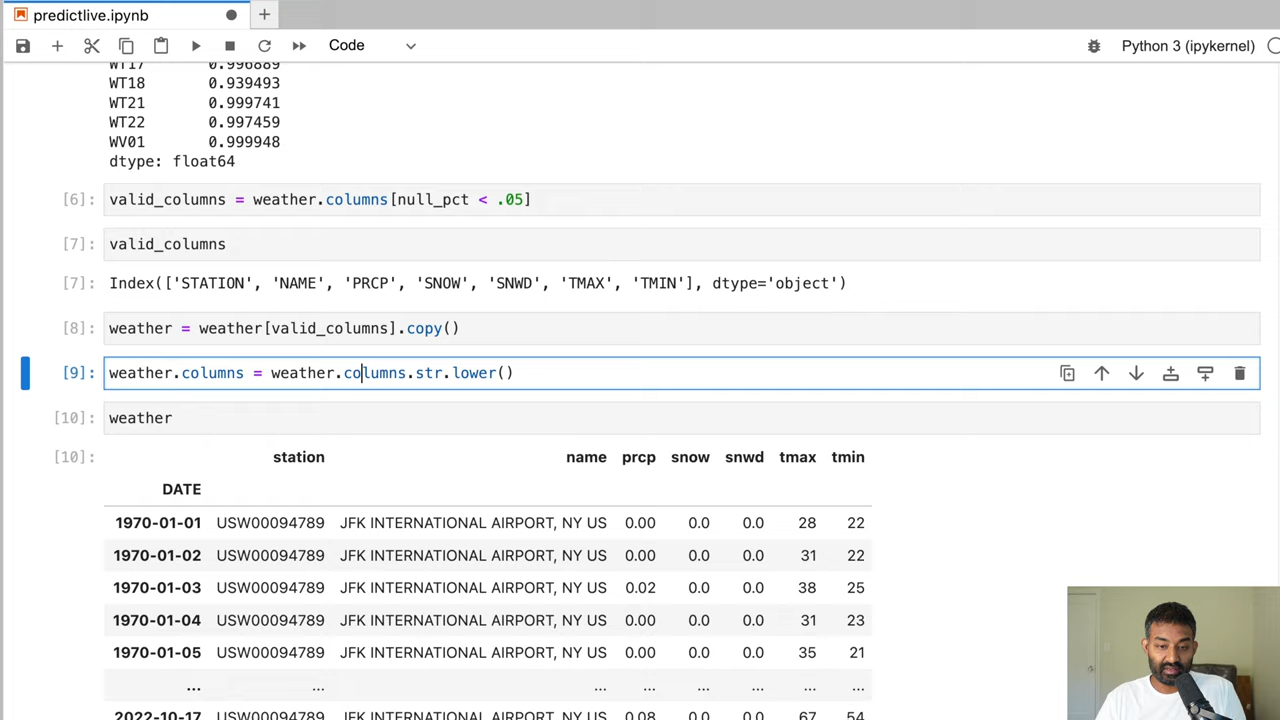 predictlive.ipynb
Code
Python 3 (ipykernel)
WT17 0.996889
WT18 0.939493
WT21 0.999741
WT22 0.997459
WV01 0.999948
dtype: float64
[6]: valid_columns = weather.columns[null_pct < .05]
[7]: valid_columns
[7]: Index(['STATION', 'NAME', 'PRCP', 'SNOW', 'SNWD', 'TMAX', 'TMIN'], dtype='object')
[8]: weather = weather[valid_columns].copy()
[9]: weather.columns = weather.columns.str.lower()
[10]: weather
[10]: station name prcp snow snwd tmax tmin
DATE
1970-01-01 USW00094789 JFK INTERNATIONAL AIRPORT, NY US 0.00 0.0 0.0 28 22
1970-01-02 USW00094789 JFK INTERNATIONAL AIRPORT, NY US 0.00 0.0 0.0 31 22
1970-01-03 USW00094789 JFK INTERNATIONAL AIRPORT, NY US 0.02 0.0 0.0 38 25
1970-01-04 USW00094789 JFK INTERNATIONAL AIRPORT, NY US 0.00 0.0 0.0 31 23
1970-01-05 USW00094789 JFK INTERNATIONAL AIRPORT, NY US 0.00 0.0 0.0 35 21
... ... ... ... ... ... ... ...
2022-10-17 USW00094789 JFK INTERNATIONAL AIRPORT, NY US 0.08 0.0 0.0 67 54